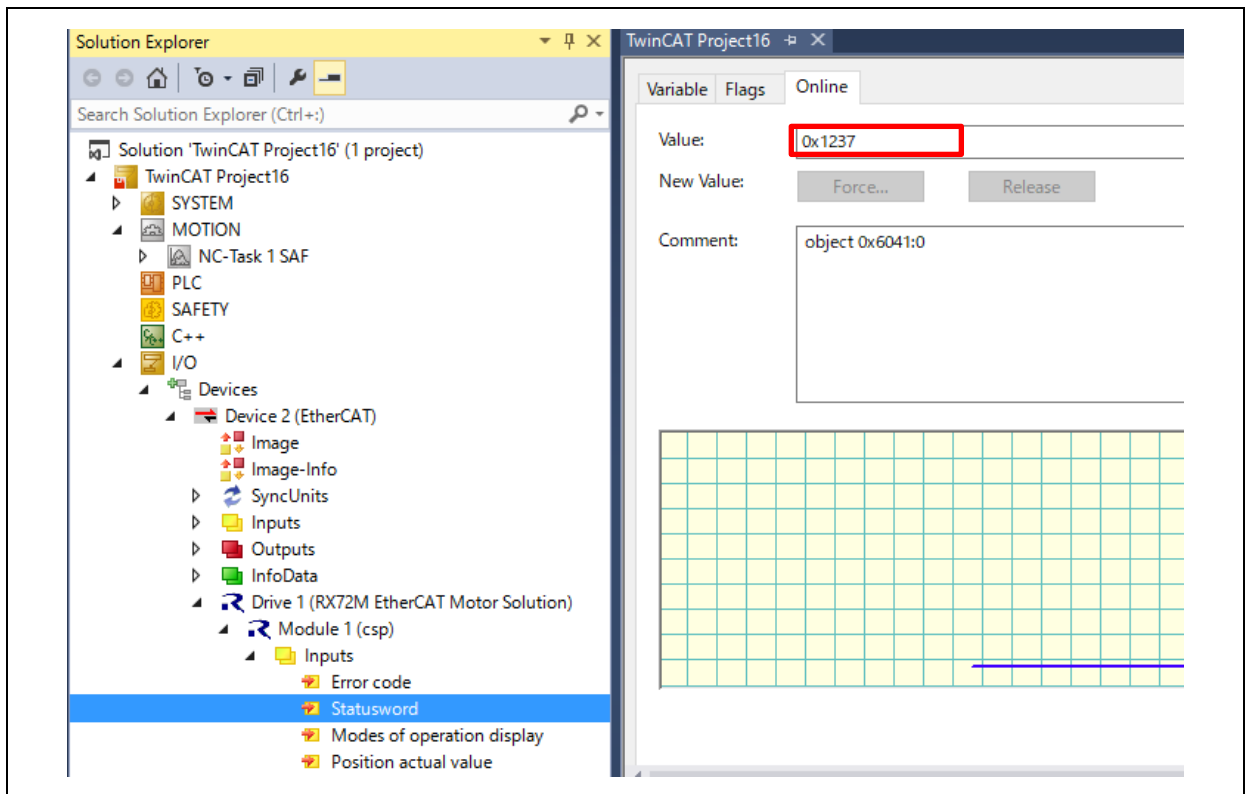 Solution Explorer
Search Solution Explorer (Ctrl+:)
Solution 'TwinCAT Project16' (1 project)
TwinCAT Project16
SYSTEM
MOTION
NC-Task 1 SAF
PLC
SAFETY
C++
I/O
Devices
Device 2 (EtherCAT)
Image
Image-Info
SyncUnits
Inputs
Outputs
InfoData
Drive 1 (RX72M EtherCAT Motor Solution)
Module 1 (csp)
Inputs
Error code
Statusword
Modes of operation display
Position actual value
TwinCAT Project16
Variable Flags Online
Value: 0x1237
New Value: Force... Release
Comment: object 0x6041:0